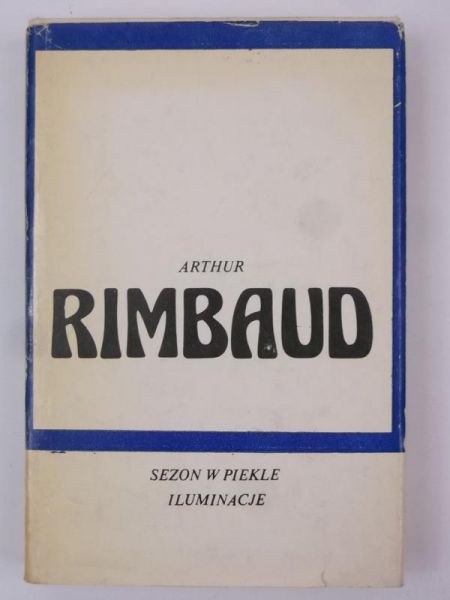 ARTHUR
RIMBAUD
SEZON W PIEKLE
ILUMINACJE